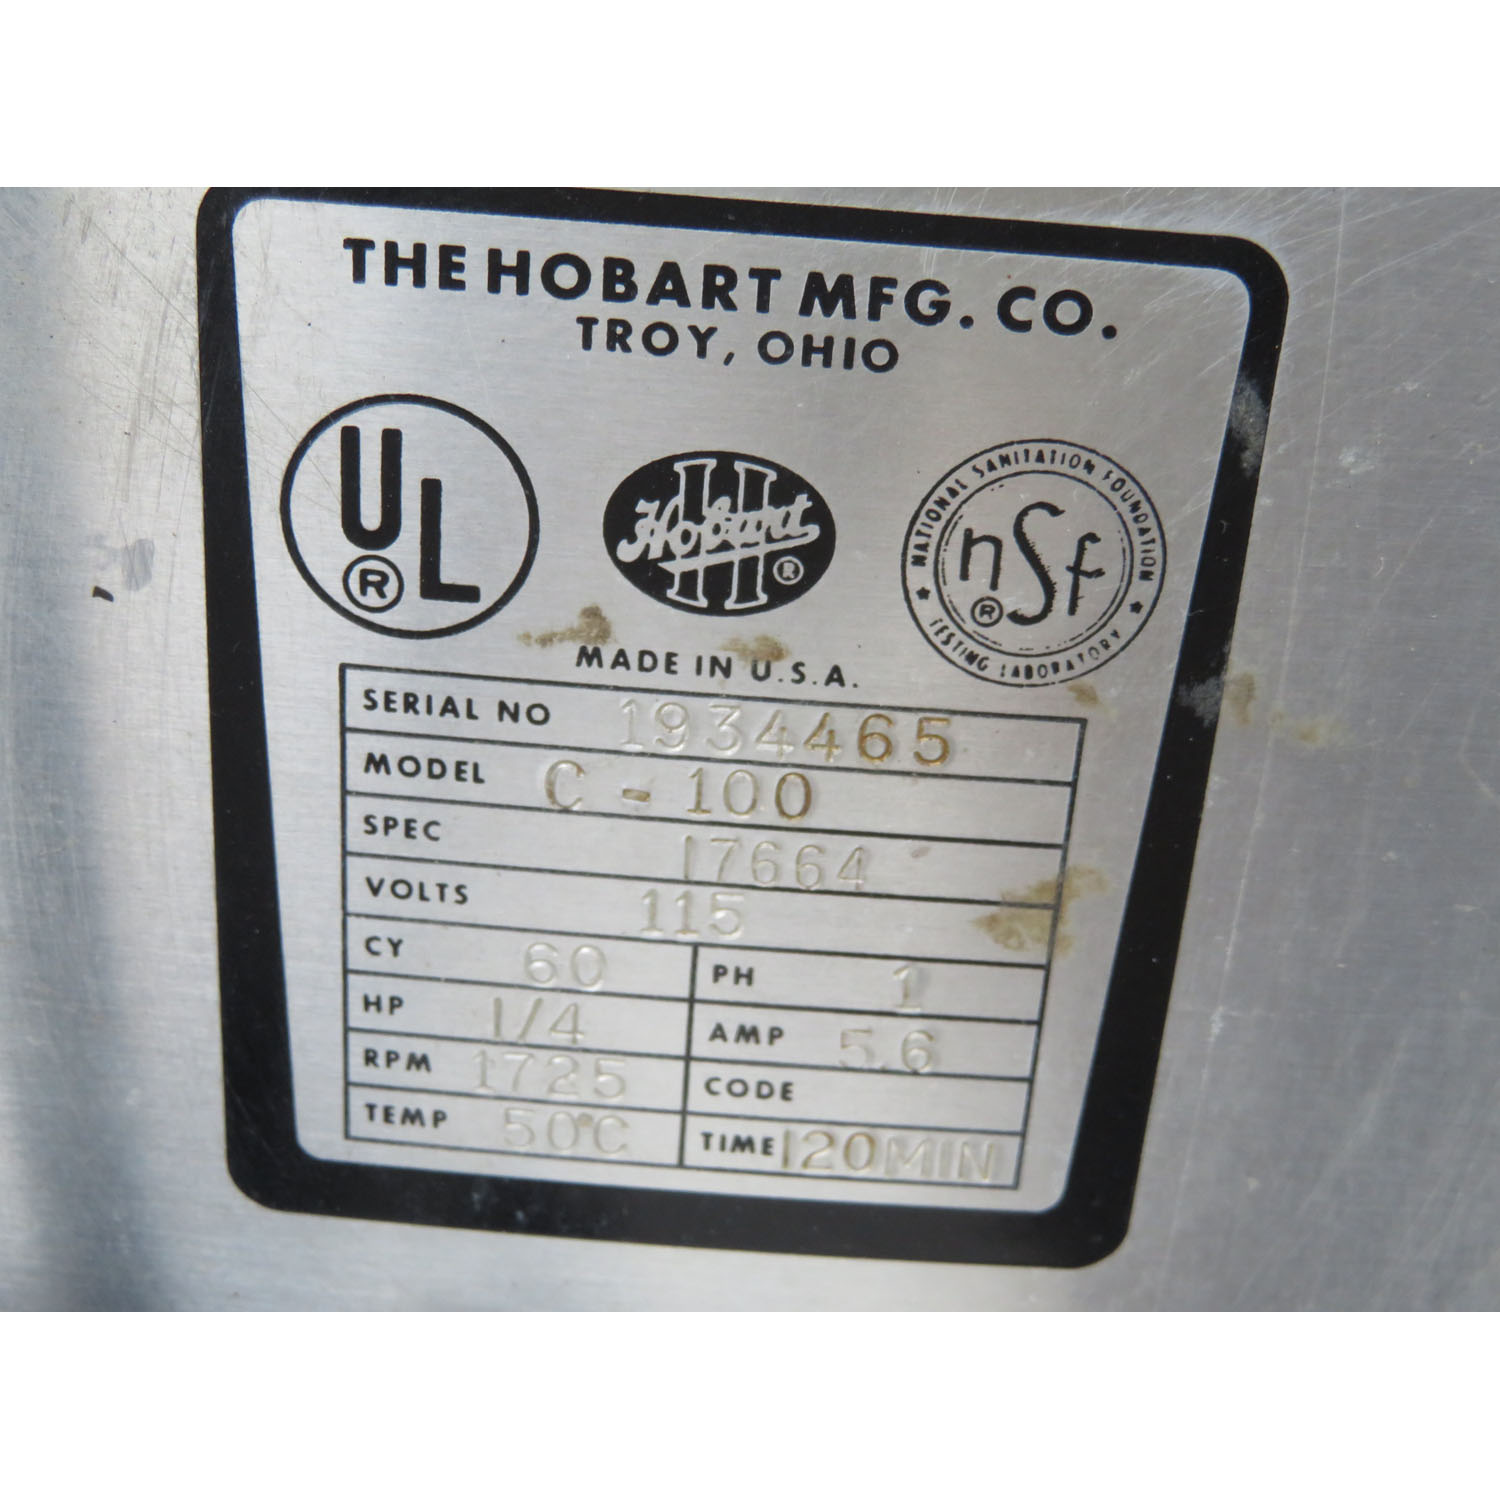 THE HOBART MFG. CO.
TROY, OHIO
UL
®
Hobart
H
®
NATIONAL SANITATION FOUNDATION
nSf
®
★ TESTING LABORATORY ★
MADE IN U.S.A.
SERIAL NO 1934465
MODEL C - 100
SPEC 17664
VOLTS 115
CY 60 PH 1
HP 1/4 AMP 5.6
RPM 1725 CODE
TEMP 50°C TIME 120MIN